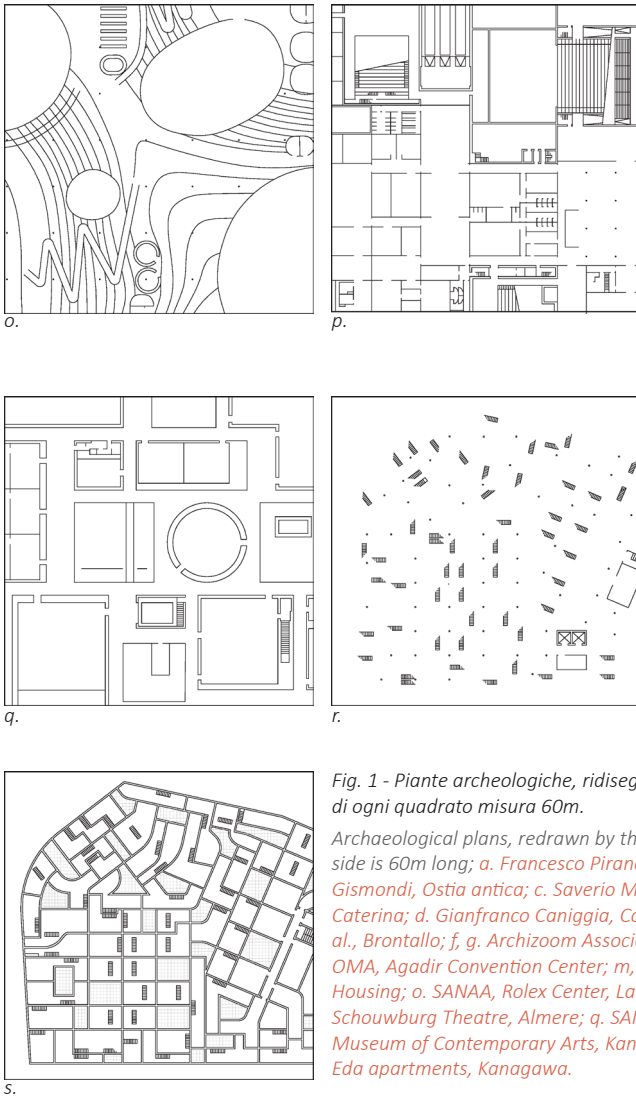 o.
p.
q.
r.
s.
Fig. 1 - Piante archeologiche, ridiseg
di ogni quadrato misura 60m.
Archaeological plans, redrawn by th
side is 60m long; a. Francesco Piran
Gismondi, Ostia antica; c. Saverio M
Caterina; d. Gianfranco Caniggia, Co
al., Brontallo; f, g. Archizoom Associ
OMA, Agadir Convention Center; m,
Housing; o. SANAA, Rolex Center, La
Schouwburg Theatre, Almere; q. SAN
Museum of Contemporary Arts, Kan
Eda apartments, Kanagawa.